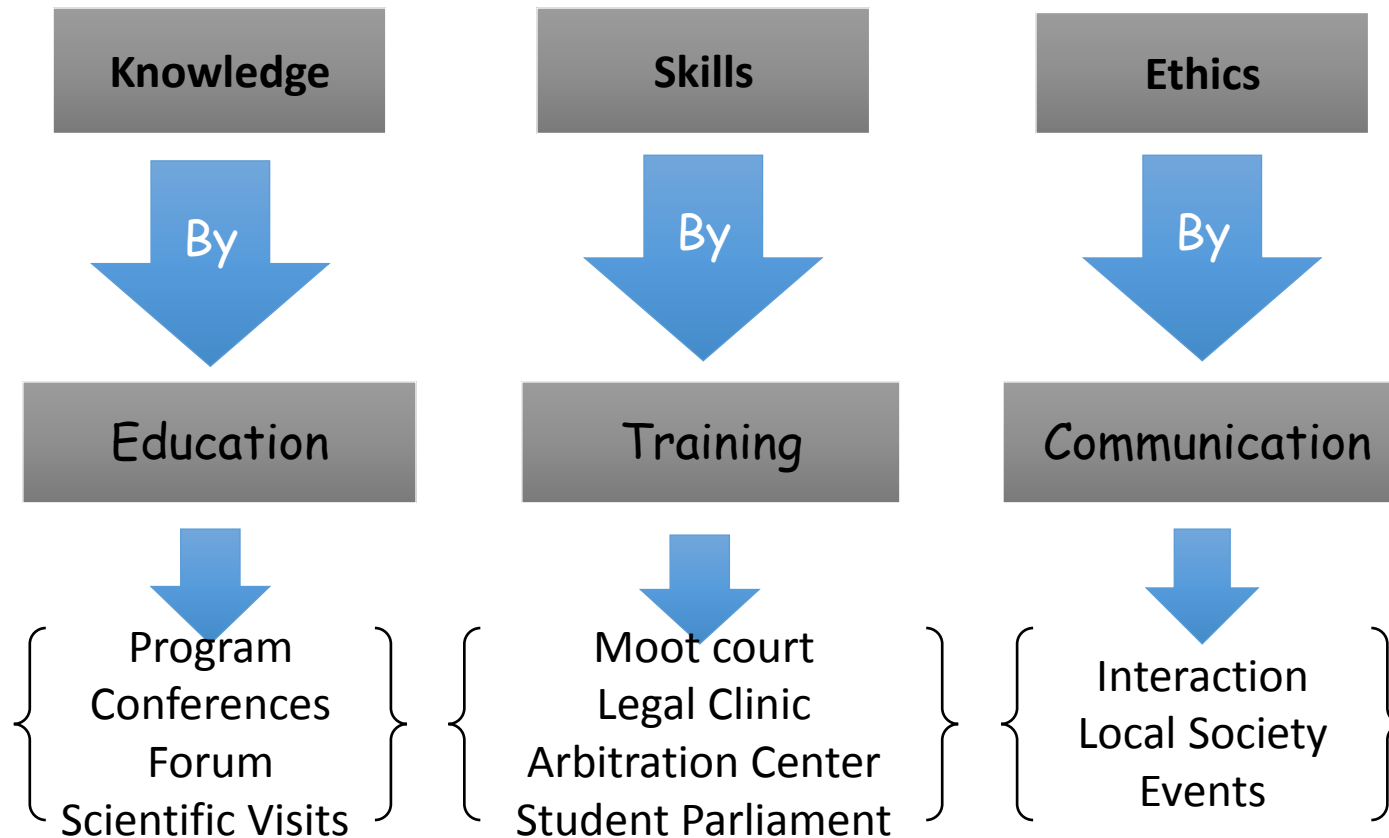 Knowledge
Skills
Ethics
By
By
By
Education
Training
Communication
Program
Conferences
Forum
Scientific Visits
Moot court
Legal Clinic
Arbitration Center
Student Parliament
Interaction
Local Society
Events